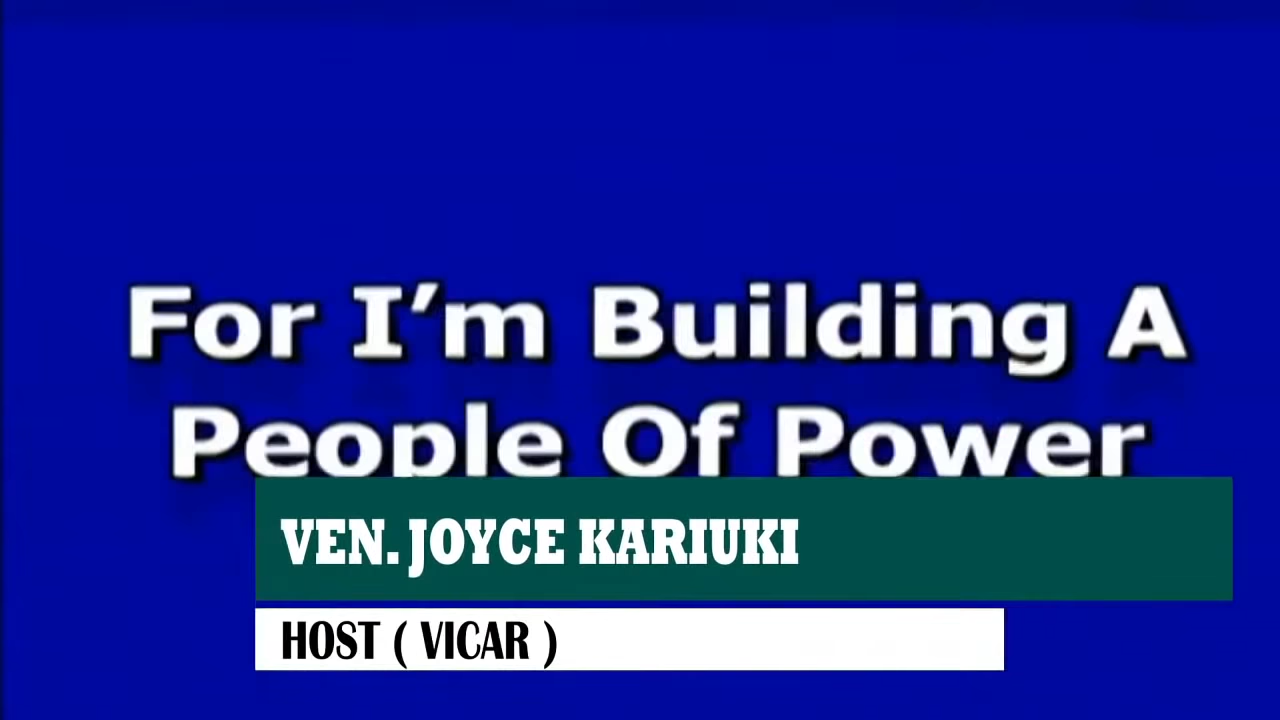 For I'm Building A
People Of Power
VEN. JOYCE KARIUKI
HOST ( VICAR )